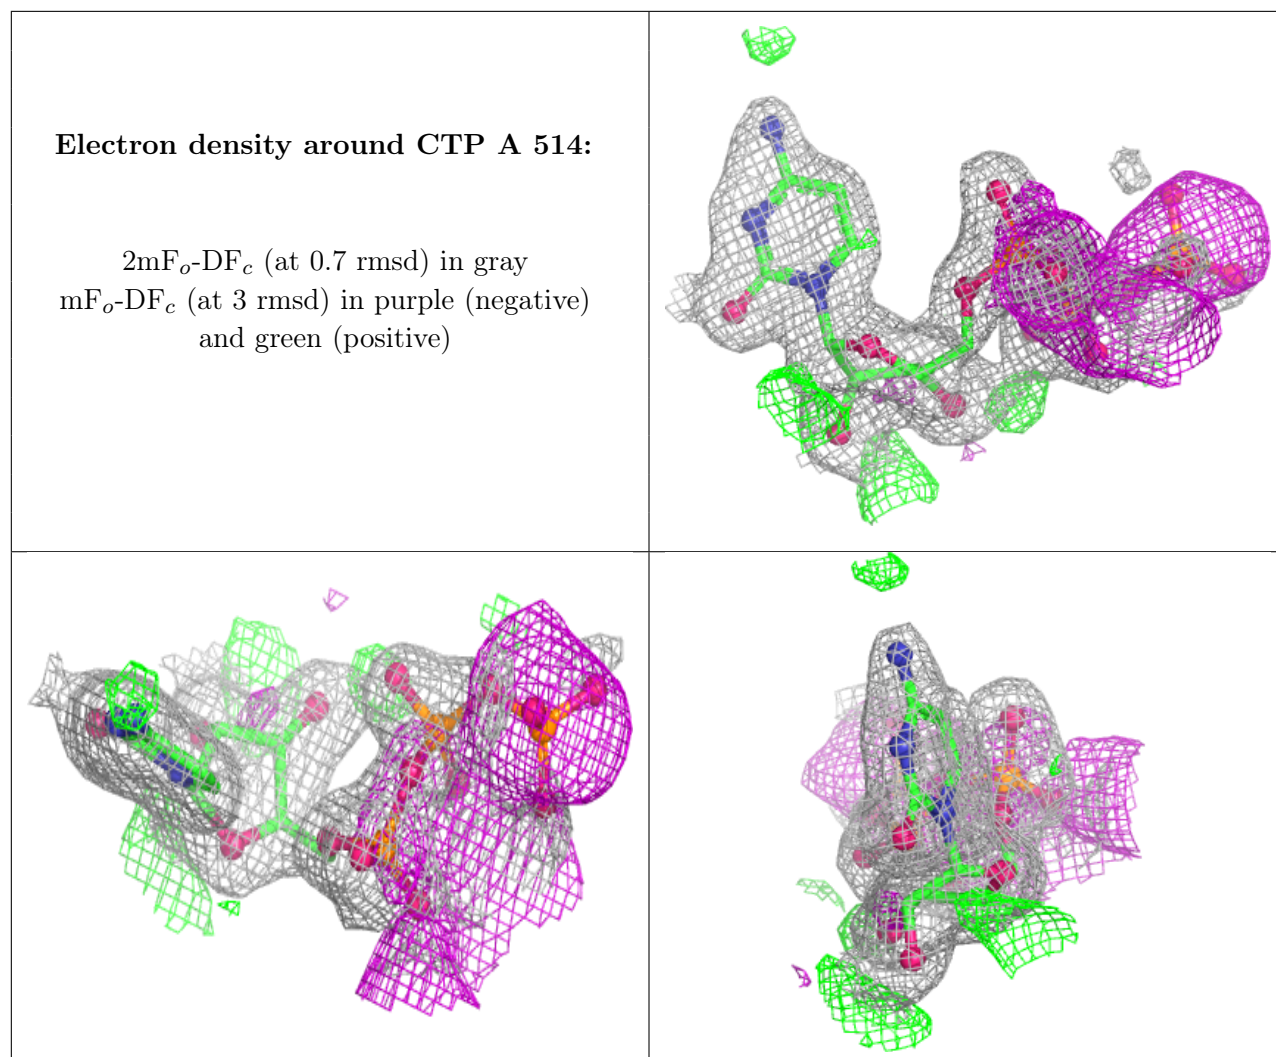 Electron density around CTP A 514:
2mFo-DFc (at 0.7 rmsd) in gray
mFo-DFc (at 3 rmsd) in purple (negative)
and green (positive)